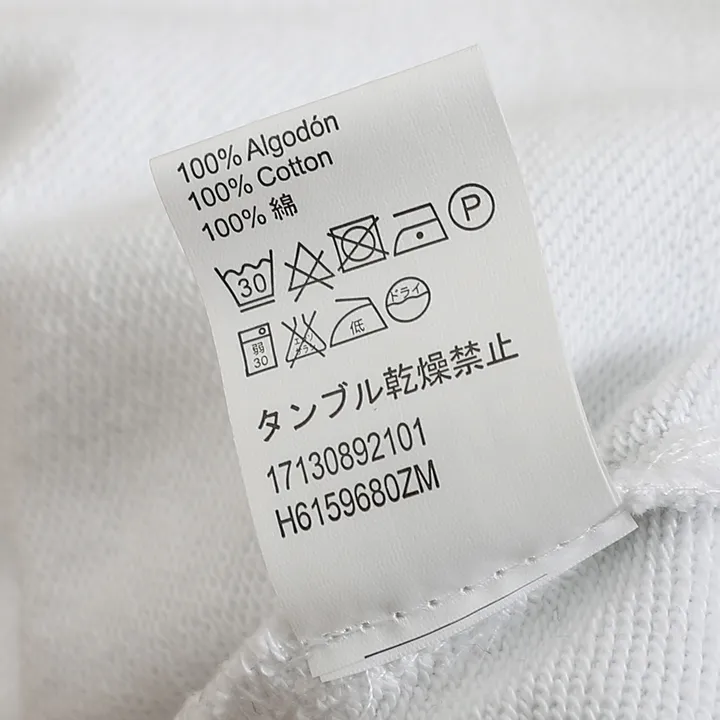 100% Algodón
100% Cotton
100% 綿
30 P
弱 30 低 ドライ
タンブル乾燥禁止
17130892101
H6159680ZM